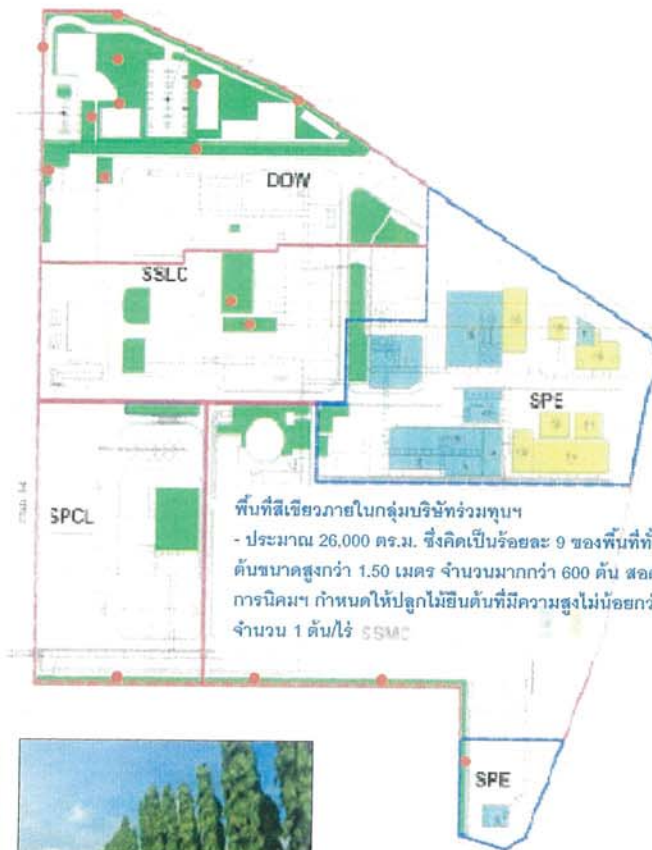 DOW
SSLC
SPE
SPCL
พื้นที่สีเขียวภายในกลุ่มบริษัทร่วมทุนฯ
- ประมาณ 26,000 ตร.ม. ซึ่งคิดเป็นร้อยละ 9 ของพื้นที่ทั้
ต้นขนาดสูงกว่า 1.50 เมตร จำนวนมากกว่า 600 ต้น สอด
การนิคมฯ กำหนดให้ปลูกไม้ยืนต้นที่มีความสูงไม่น้อยกว่
จำนวน 1 ต้น/ไร่
SSMC
SPE